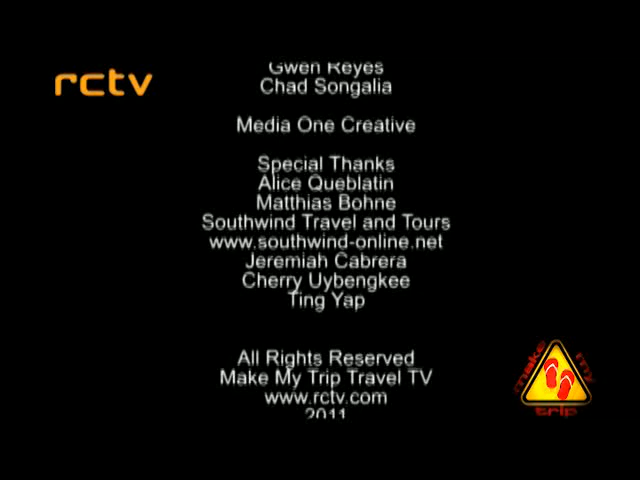 rctv
Gwen Reyes
Chad Songalia
Media One Creative
Special Thanks
Alice Queblatin
Matthias Bohne
Southwind Travel and Tours
www.southwind-online.net
Jeremiah Cabrera
Cherry Uybengkee
Ting Yap
All Rights Reserved
Make My Trip Travel TV
www.rctv.com
2011
make my trip